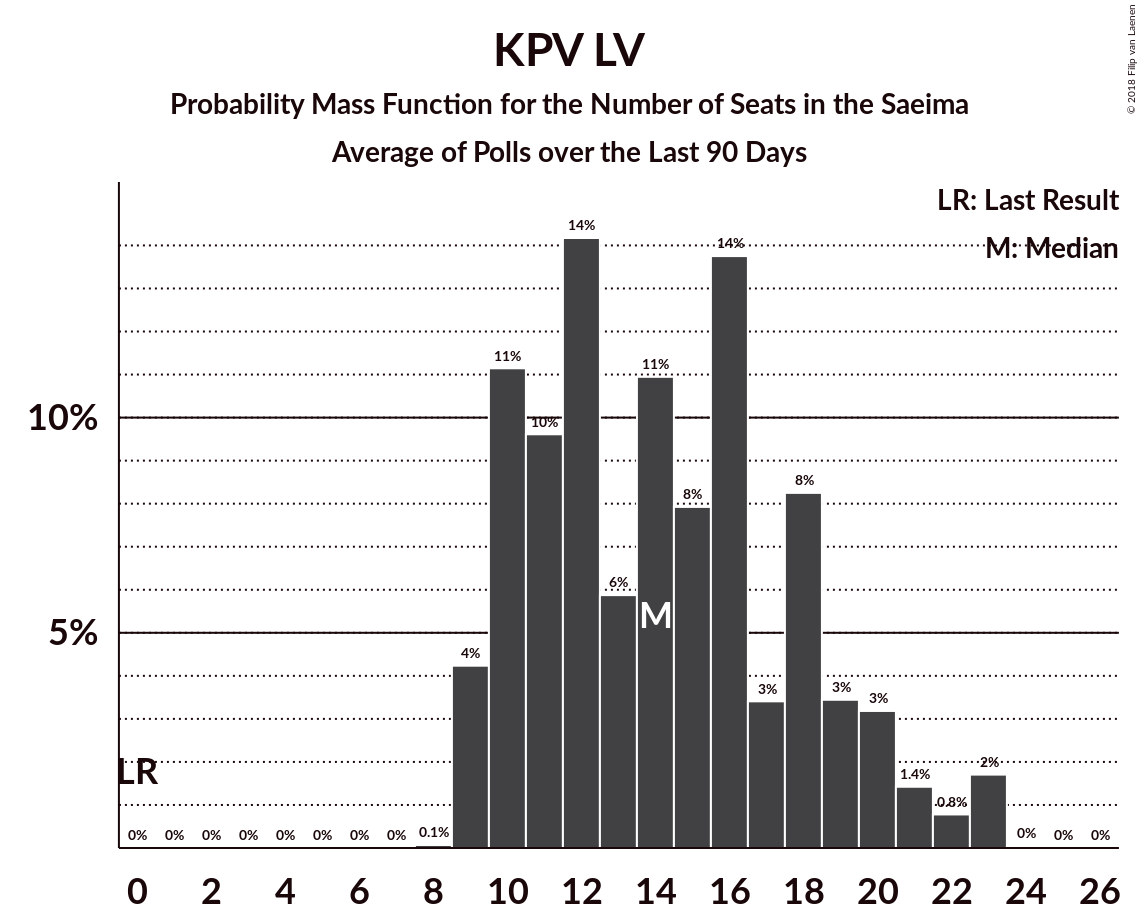 KPV LV
Probability Mass Function for the Number of Seats in the Saeima
Average of Polls over the Last 90 Days
© 2018 Filip van Laenen
LR: Last Result
M: Median
10%
5%
14%
14%
11%
11%
10%
8%
8%
6%
M
4%
3%
3%
3%
LR
2%
1.4%
0.8%
0% 0% 0% 0% 0% 0% 0% 0% 0.1% 0% 0% 0%
0 2 4 6 8 10 12 14 16 18 20 22 24 26